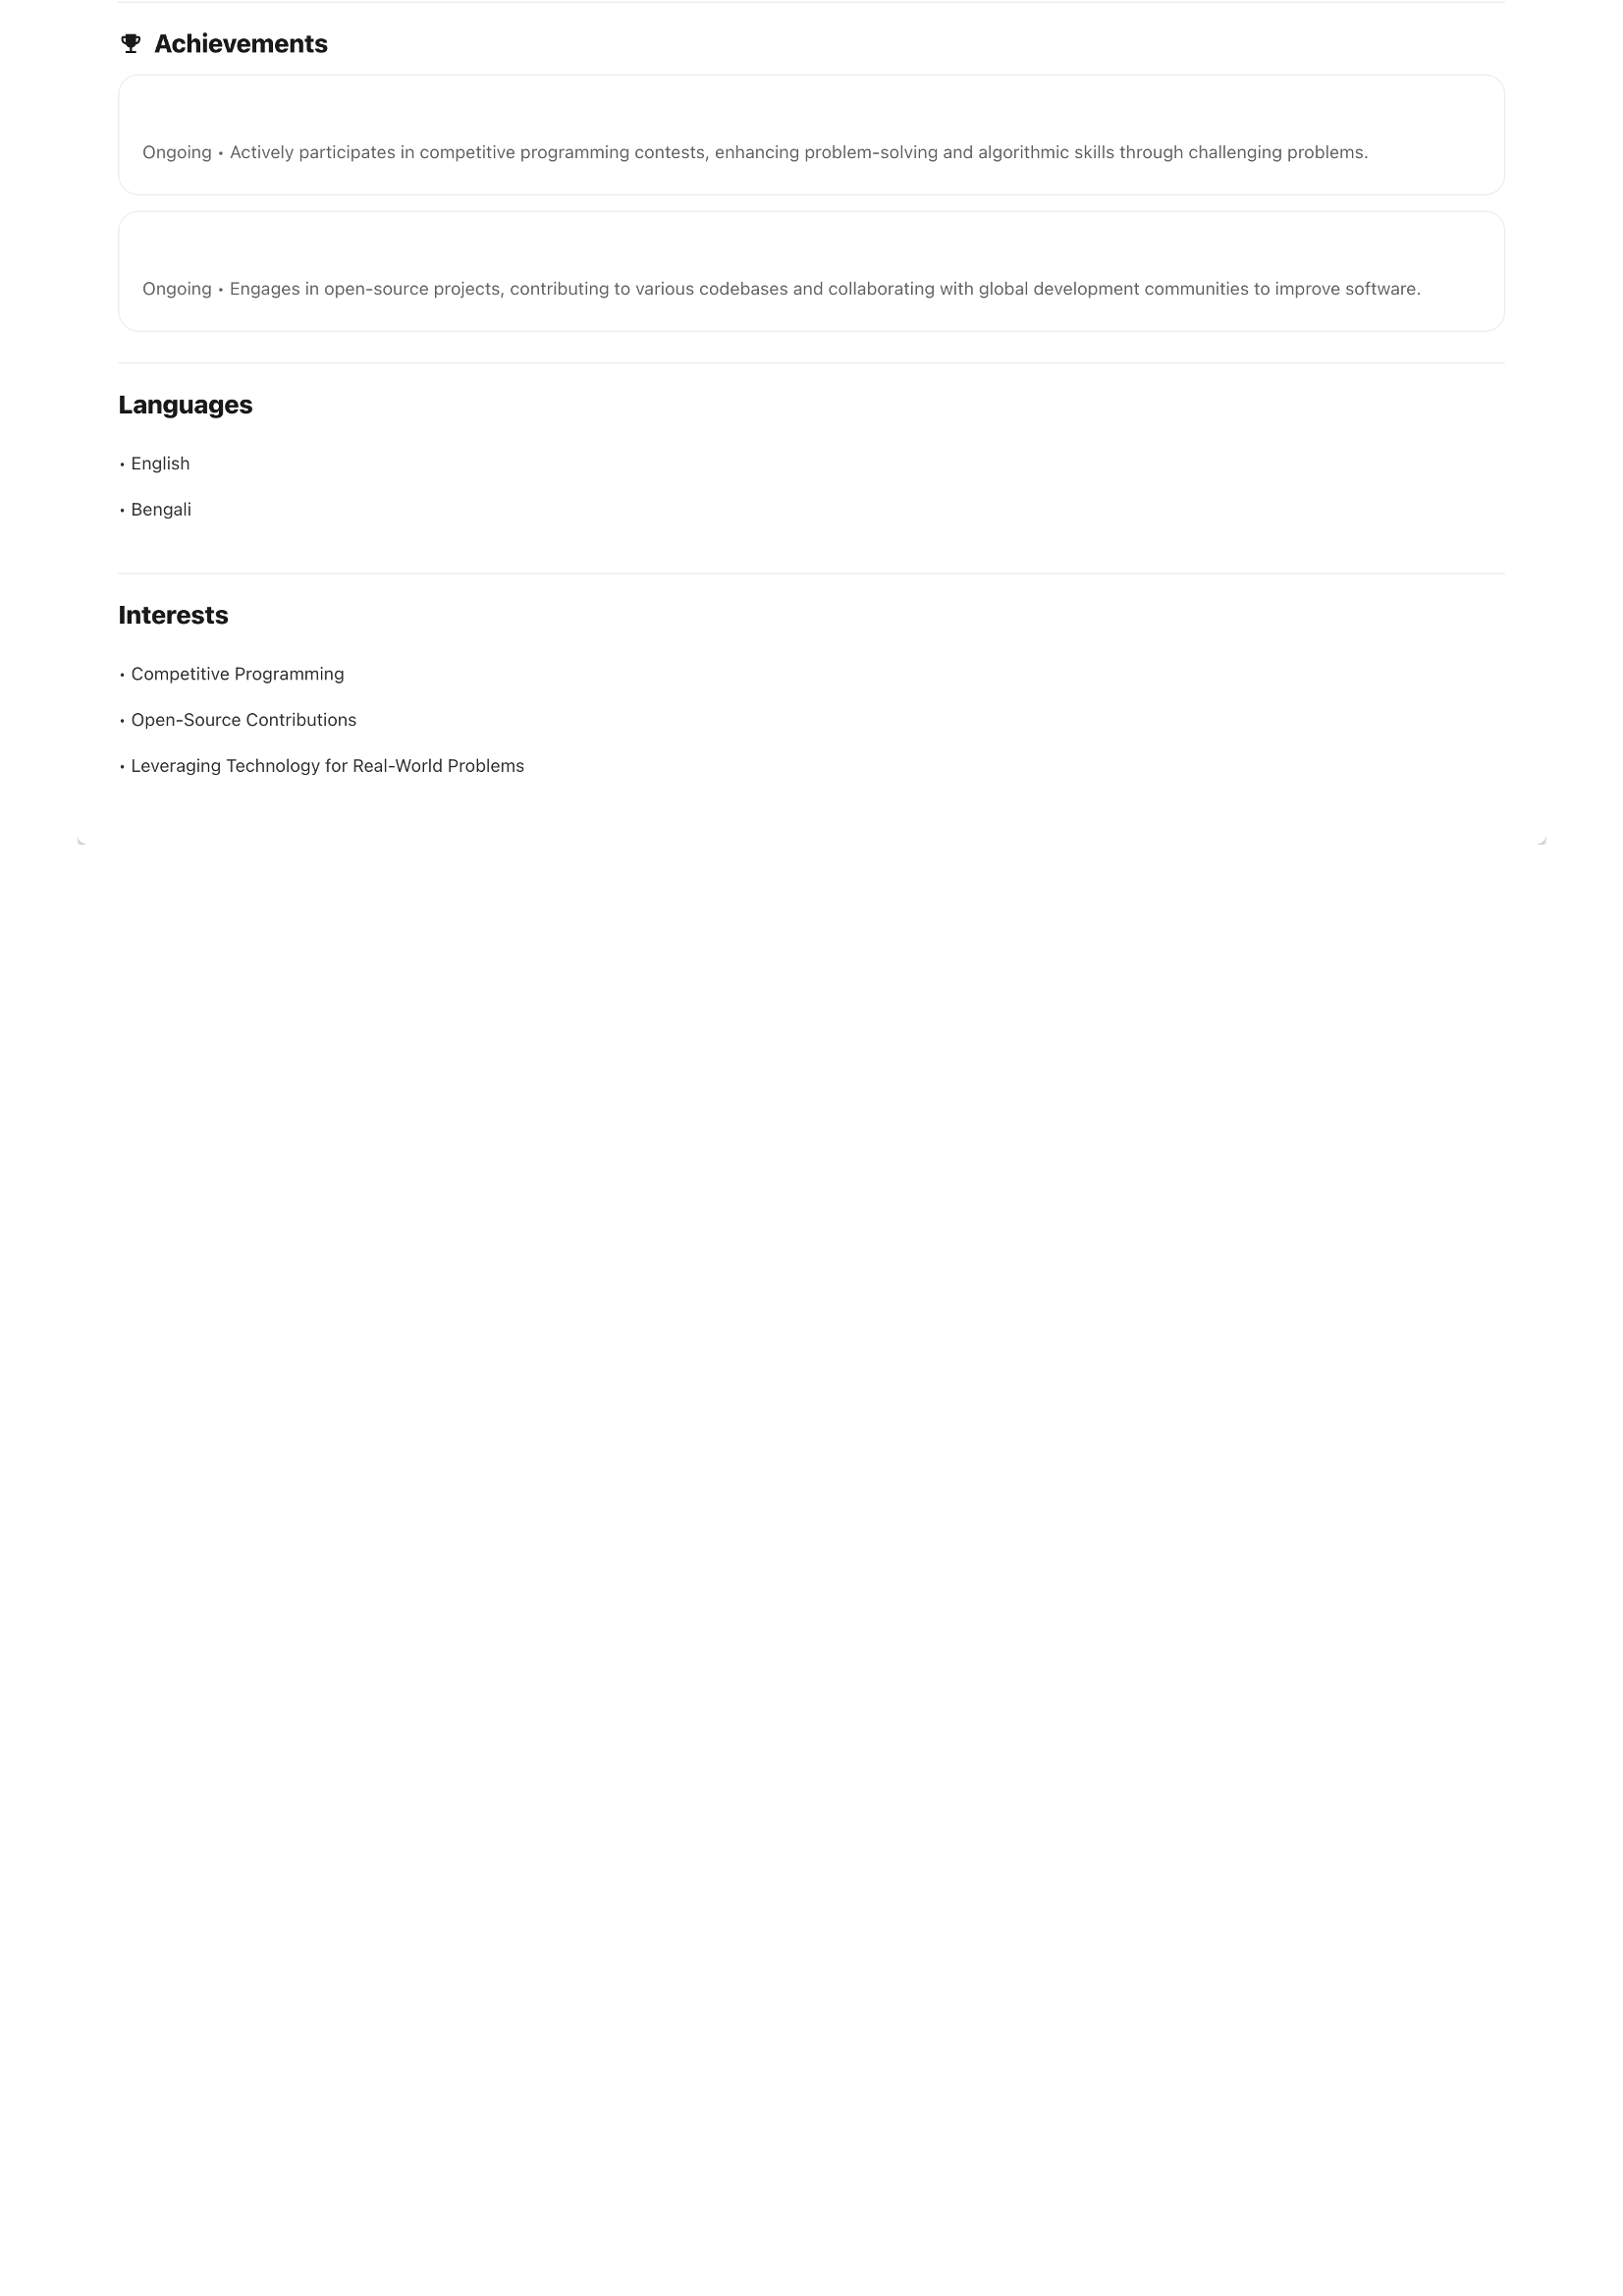 Achievements
Ongoing • Actively participates in competitive programming contests, enhancing problem-solving and algorithmic skills through challenging problems.
Ongoing • Engages in open-source projects, contributing to various codebases and collaborating with global development communities to improve software.
Languages
• English
• Bengali
Interests
• Competitive Programming
• Open-Source Contributions
• Leveraging Technology for Real-World Problems